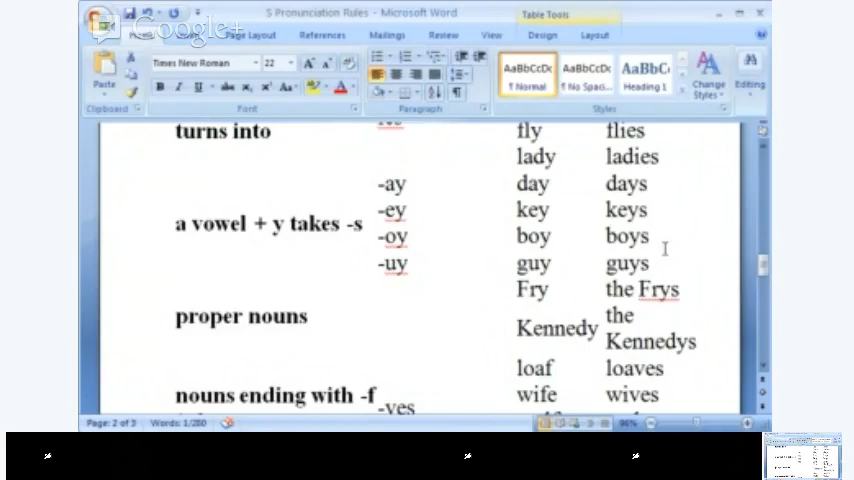 S Pronunciation Rules - Microsoft Word
Table Tools
Google+
Page Layout
References
Mailings
Review
View
Design
Layout
Times New Roman
22
Paste
AaBbCcDc
AaBbCcDc
AaBbC
¶ Normal
¶ No Spaci...
Heading 1
Change
Styles
Editing
Clipboard
Font
Paragraph
Styles
turns into
fly flies
lady ladies
-ay day days
a vowel + y takes -s
-ey key keys
-oy boy boys
-uy guy guys
Fry the Frys
proper nouns
Kennedy the Kennedys
loaf loaves
nouns ending with -f
wife wives
-ves
Page: 2 of 3
Words: 1/280
96%